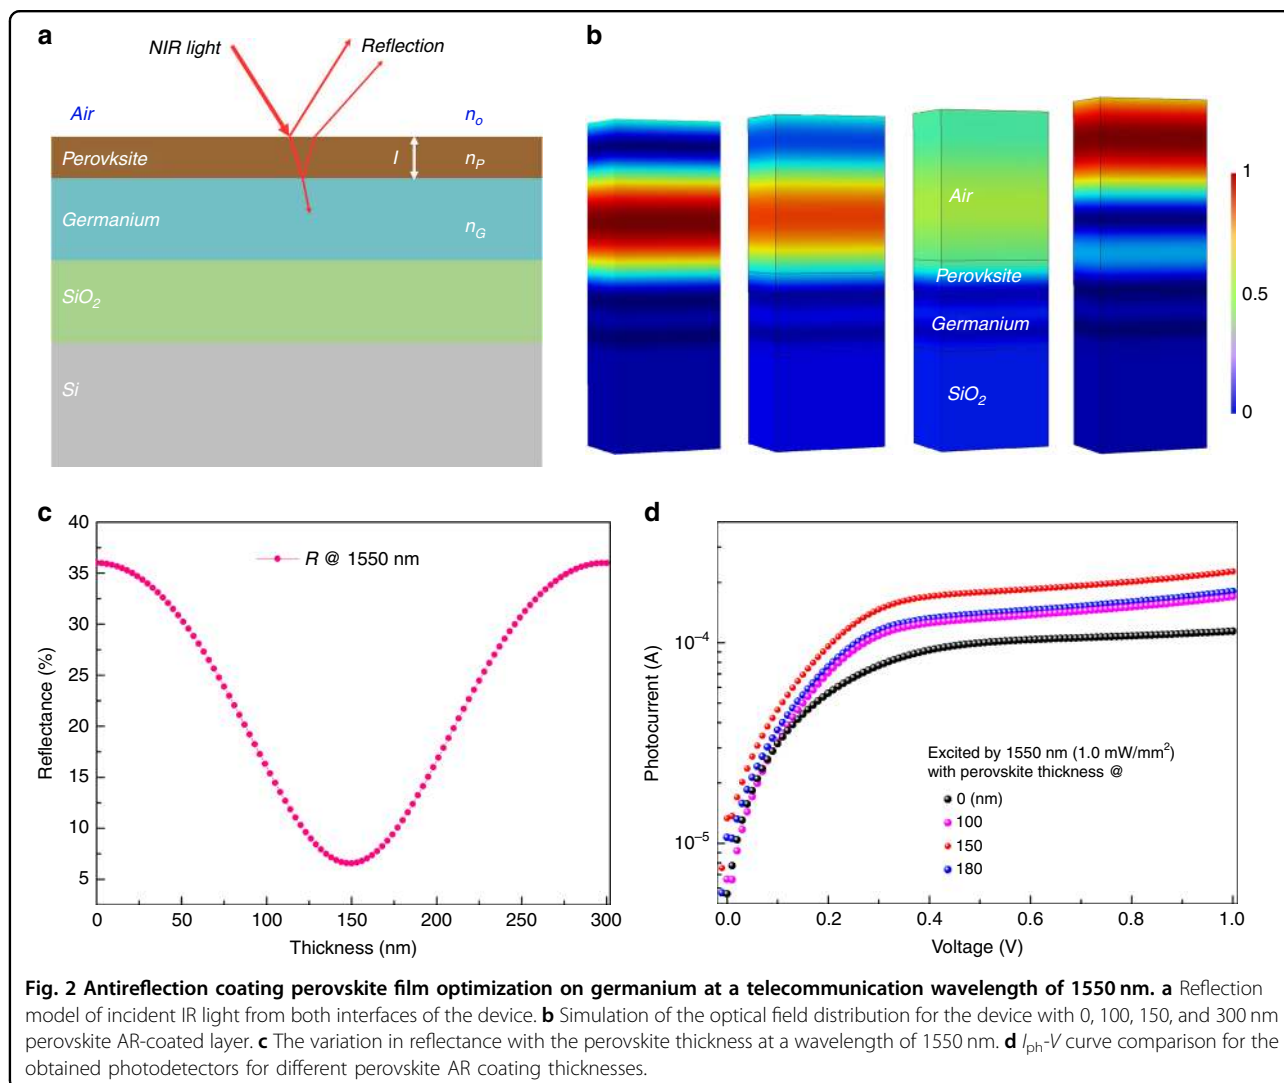 a
NIR light
Reflection
Air
n_o
Perovksite
l
n_P
Germanium
n_G
SiO2
Si
b
Air
Perovksite
Germanium
SiO2
1
0.5
0
c
40
35
30
25
20
15
10
5
Reflectance (%)
R @ 1550 nm
0 50 100 150 200 250 300
Thickness (nm)
d
Photocurrent (A)
10⁻⁴
10⁻⁵
Excited by 1550 nm (1.0 mW/mm²)
with perovskite thickness @
0 (nm)
100
150
180
0.0 0.2 0.4 0.6 0.8 1.0
Voltage (V)
Fig. 2 Antireflection coating perovskite film optimization on germanium at a telecommunication wavelength of 1550 nm. a Reflection
model of incident IR light from both interfaces of the device. b Simulation of the optical field distribution for the device with 0, 100, 150, and 300 nm
perovskite AR-coated layer. c The variation in reflectance with the perovskite thickness at a wavelength of 1550 nm. d I_ph-V curve comparison for the
obtained photodetectors for different perovskite AR coating thicknesses.